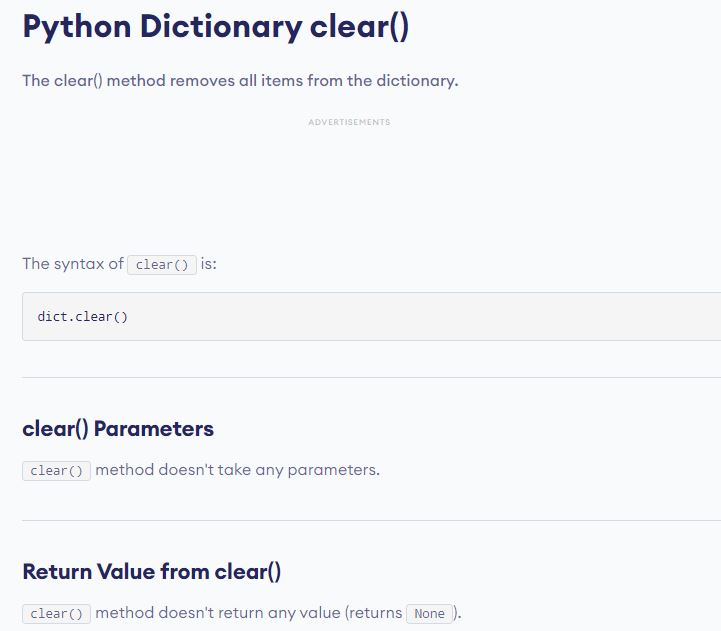 Python Dictionary clear()
The clear() method removes all items from the dictionary.
ADVERTISEMENTS
The syntax of clear() is:
dict.clear()
clear() Parameters
clear() method doesn't take any parameters.
Return Value from clear()
clear() method doesn't return any value (returns None).